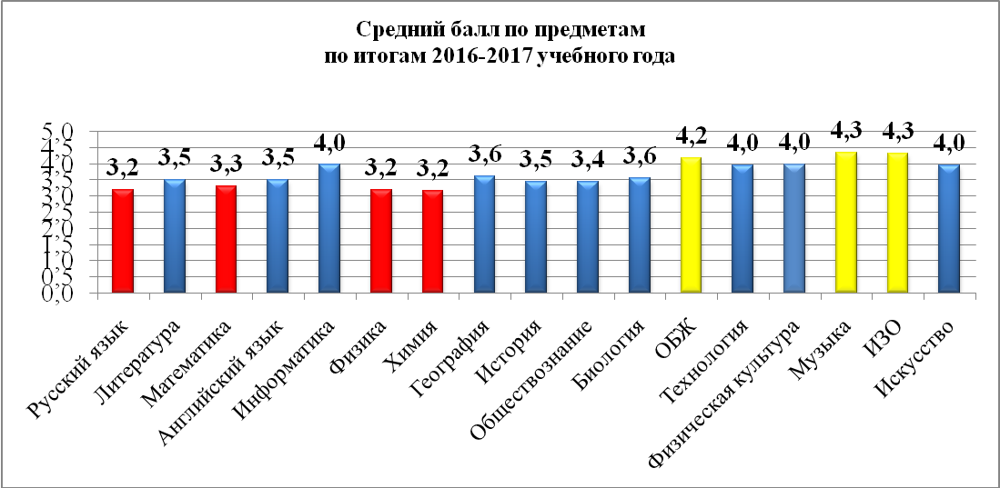 Средний балл по предметам
по итогам 2016-2017 учебного года
5,0
4,5
4,0
3,5
3,0
2,5
2,0
1,5
1,0
0,5
0,0
3,2
3,5
3,3
3,5
4,0
3,2
3,2
3,6
3,5
3,4
3,6
4,2
4,0
4,0
4,3
4,3
4,0
Русский язык
Литература
Математика
Английский язык
Информатика
Физика
Химия
География
История
Обществознание
Биология
ОБЖ
Технология
Физическая культура
Музыка
ИЗО
Искусство